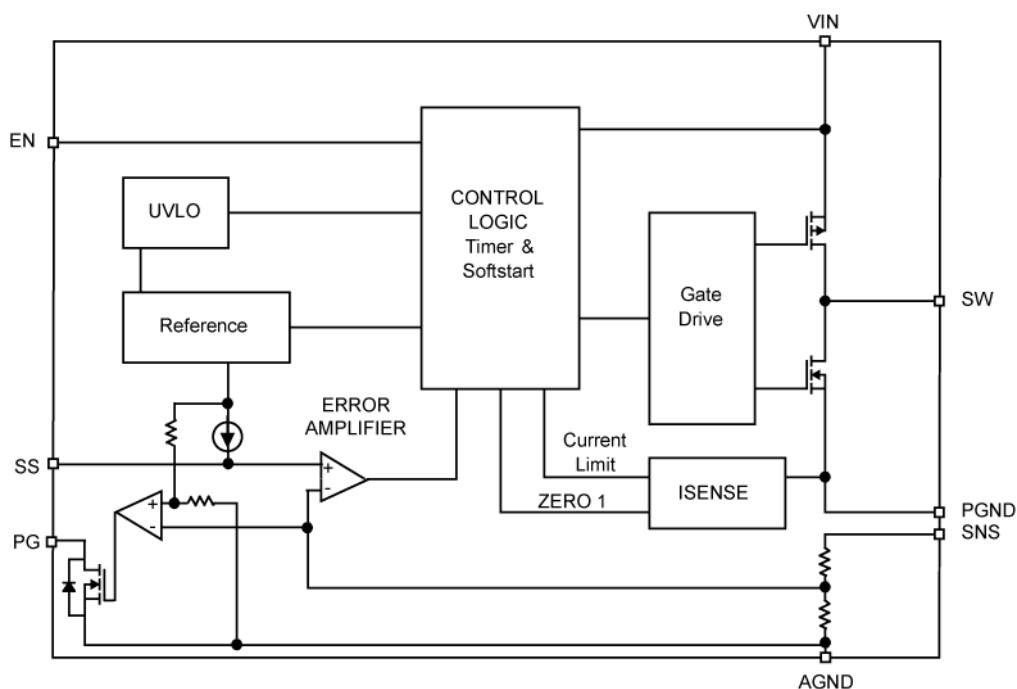 VIN
EN
UVLO
CONTROL
LOGIC
Timer &
Softstart
Reference
Gate
Drive
SW
ERROR
AMPLIFIER
SS
+
-
Current
Limit
ISENSE
ZERO 1
+
-
PG
PGND
SNS
AGND